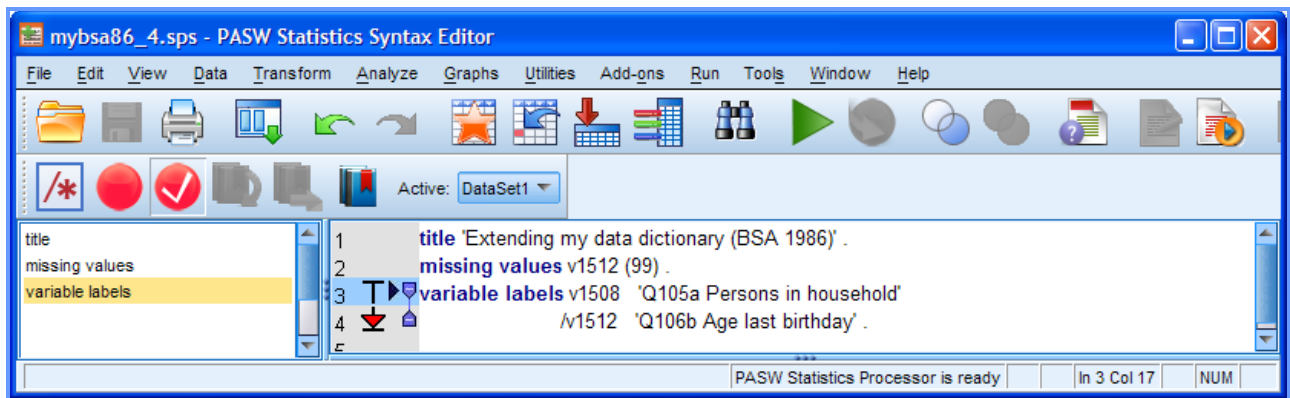 mybsa86_4.sps - PASW Statistics Syntax Editor
File Edit View Data Transform Analyze Graphs Utilities Add-ons Run Tools Window Help
/*
Active: DataSet1
title
missing values
variable labels
1 title 'Extending my data dictionary (BSA 1986)' .
2 missing values v1512 (99) .
3 variable labels v1508 'Q105a Persons in household'
4 /v1512 'Q106b Age last birthday' .
5
PASW Statistics Processor is ready In 3 Col 17 NUM